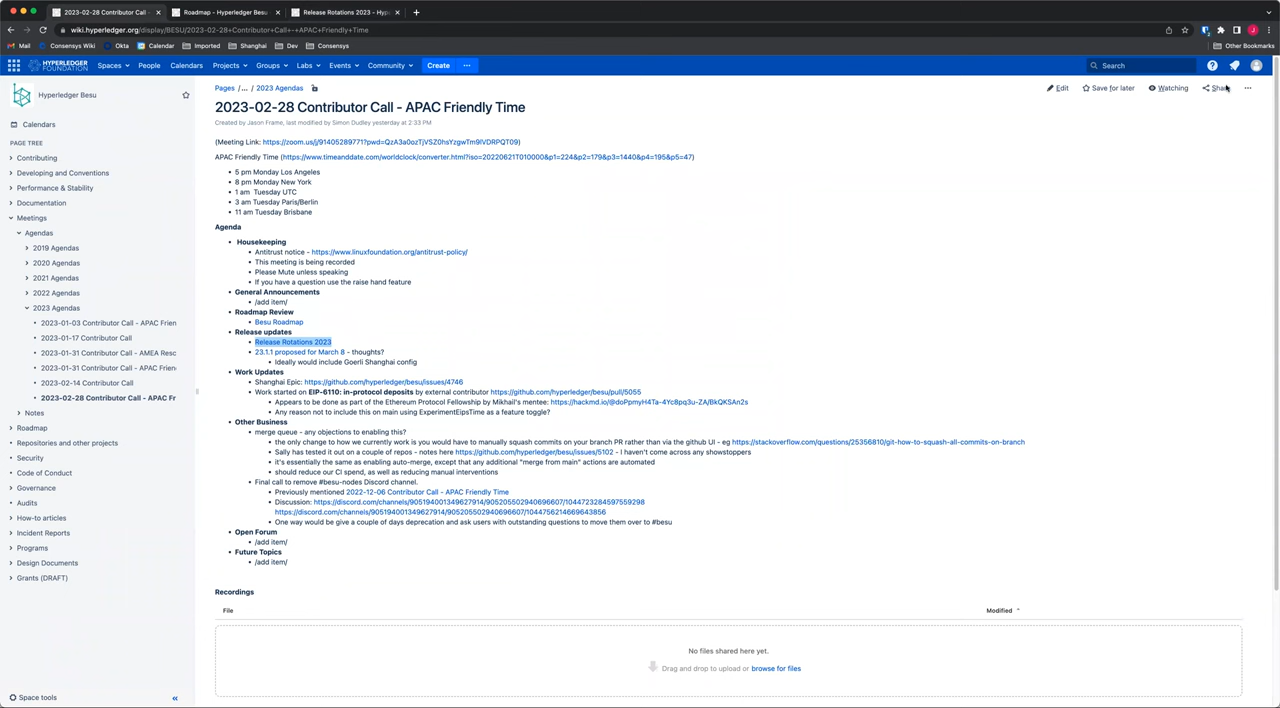 2023-02-28 Contributor Call -
Roadmap - Hyperledger Besu -
Release Rotations 2023 - Hyp
wiki.hyperledger.org/display/BESU/2023-02-28+Contributor+Call+-+APAC+Friendly+Time
Mail Consensys Wiki Okta Calendar Imported Shanghai Dev Consensys Other Bookmarks
HYPERLEDGER FOUNDATION Spaces People Calendars Projects Groups Labs Events Community Create ... Search
Hyperledger Besu
Calendars
PAGE TREE
Contributing
Developing and Conventions
Performance & Stability
Documentation
Meetings
Agendas
2019 Agendas
2020 Agendas
2021 Agendas
2022 Agendas
2023 Agendas
2023-01-03 Contributor Call - APAC Frien
2023-01-17 Contributor Call
2023-01-31 Contributor Call - AMEA Resc
2023-01-31 Contributor Call - APAC Frien
2023-02-14 Contributor Call
2023-02-28 Contributor Call - APAC Fr
Notes
Roadmap
Repositories and other projects
Security
Code of Conduct
Governance
Audits
How-to articles
Incident Reports
Programs
Design Documents
Grants (DRAFT)
Space tools
Pages /... / 2023 Agendas
Edit Save for later Watching Share ...
2023-02-28 Contributor Call - APAC Friendly Time
Created by Jason Frame, last modified by Simon Dudley yesterday at 2:33 PM
(Meeting Link: https://zoom.us/j/91405289771?pwd=QzA3a0ozTjVSZ0hsYzgwTm9lVDRPQT09)
APAC Friendly Time (https://www.timeanddate.com/worldclock/converter.html?iso=20220621T010000&p1=224&p2=179&p3=1440&p4=195&p5=47)
5 pm Monday Los Angeles
8 pm Monday New York
1 am Tuesday UTC
3 am Tuesday Paris/Berlin
11 am Tuesday Brisbane
Agenda
Housekeeping
Antitrust notice - https://www.linuxfoundation.org/antitrust-policy/
This meeting is being recorded
Please Mute unless speaking
If you have a question use the raise hand feature
General Announcements
/add item/
Roadmap Review
Besu Roadmap
Release updates
Release Rotations 2023
23.1.1 proposed for March 8 - thoughts?
Ideally would include Goerli Shanghai config
Work Updates
Shanghai Epic: https://github.com/hyperledger/besu/issues/4746
Work started on EIP-6110: in-protocol deposits by external contributor https://github.com/hyperledger/besu/pull/5055
Appears to be done as part of the Ethereum Protocol Fellowship by Mikhail's mentee: https://hackmd.io/@doPpmyH4Ta-4Yc8pq3u-ZA/BkQKSAn2s
Any reason not to include this on main using ExperimentEipsTime as a feature toggle?
Other Business
merge queue - any objections to enabling this?
the only change to how we currently work is you would have to manually squash commits on your branch PR rather than via the github UI - eg https://stackoverflow.com/questions/25356810/git-how-to-squash-all-commits-on-branch
Sally has tested it out on a couple of repos - notes here https://github.com/hyperledger/besu/issues/5102 - I haven't come across any showstoppers
it's essentially the same as enabling auto-merge, except that any additional "merge from main" actions are automated
should reduce our CI spend, as well as reducing manual interventions
Final call to remove #besu-nodes Discord channel.
Previously mentioned 2022-12-06 Contributor Call - APAC Friendly Time
Discussion: https://discord.com/channels/905194001349627914/905205502940696607/1044723284597559298
https://discord.com/channels/905194001349627914/905205502940696607/1044756214669643856
One way would be give a couple of days deprecation and ask users with outstanding questions to move them over to #besu
Open Forum
/add item/
Future Topics
/add item/
Recordings
File Modified
No files shared here yet.
Drag and drop to upload or browse for files